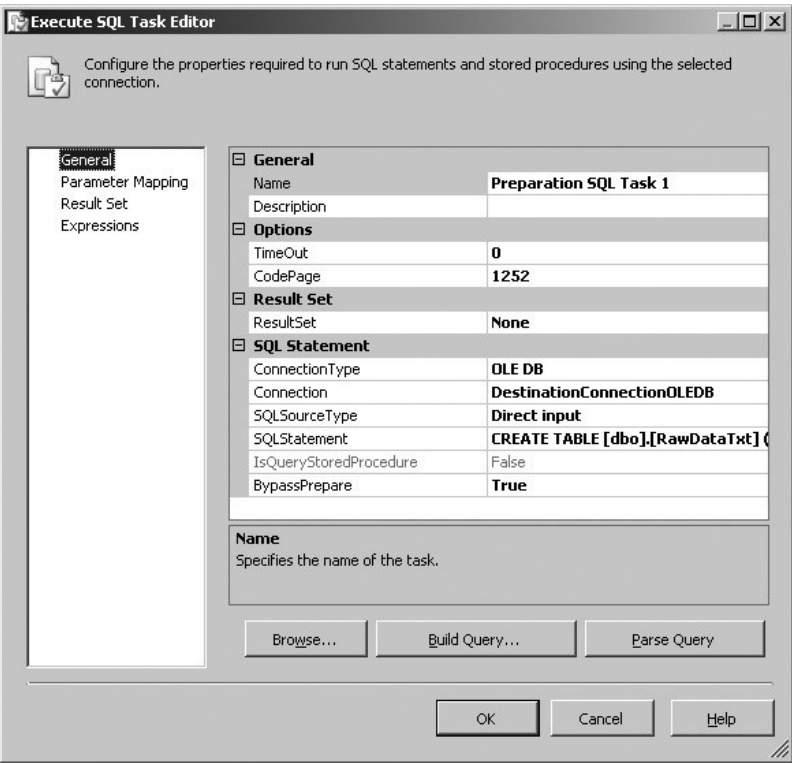 Execute SQL Task Editor
Configure the properties required to run SQL statements and stored procedures using the selected
connection.
General
Parameter Mapping
Result Set
Expressions
General
Name Preparation SQL Task 1
Description
Options
TimeOut 0
CodePage 1252
Result Set
ResultSet None
SQL Statement
ConnectionType OLE DB
Connection DestinationConnectionOLEDB
SQLSourceType Direct input
SQLStatement CREATE TABLE [dbo].[RawDataTxt] (
IsQueryStoredProcedure False
BypassPrepare True
Name
Specifies the name of the task.
Browse... Build Query... Parse Query
OK Cancel Help